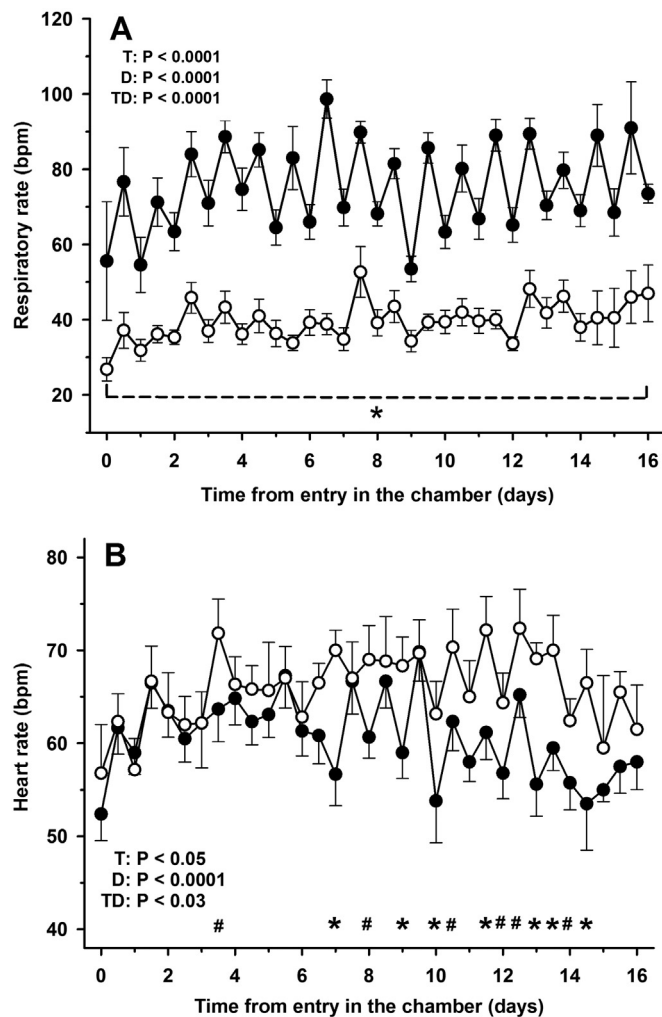 A
T: P < 0.0001
D: P < 0.0001
TD: P < 0.0001
Respiratory rate (bpm)
120
100
80
60
40
20
*
0 2 4 6 8 10 12 14 16
Time from entry in the chamber (days)
B
Heart rate (bpm)
80
70
60
50
40
T: P < 0.05
D: P < 0.0001
TD: P < 0.03
# * # * * # * # # * * # *
0 2 4 6 8 10 12 14 16
Time from entry in the chamber (days)